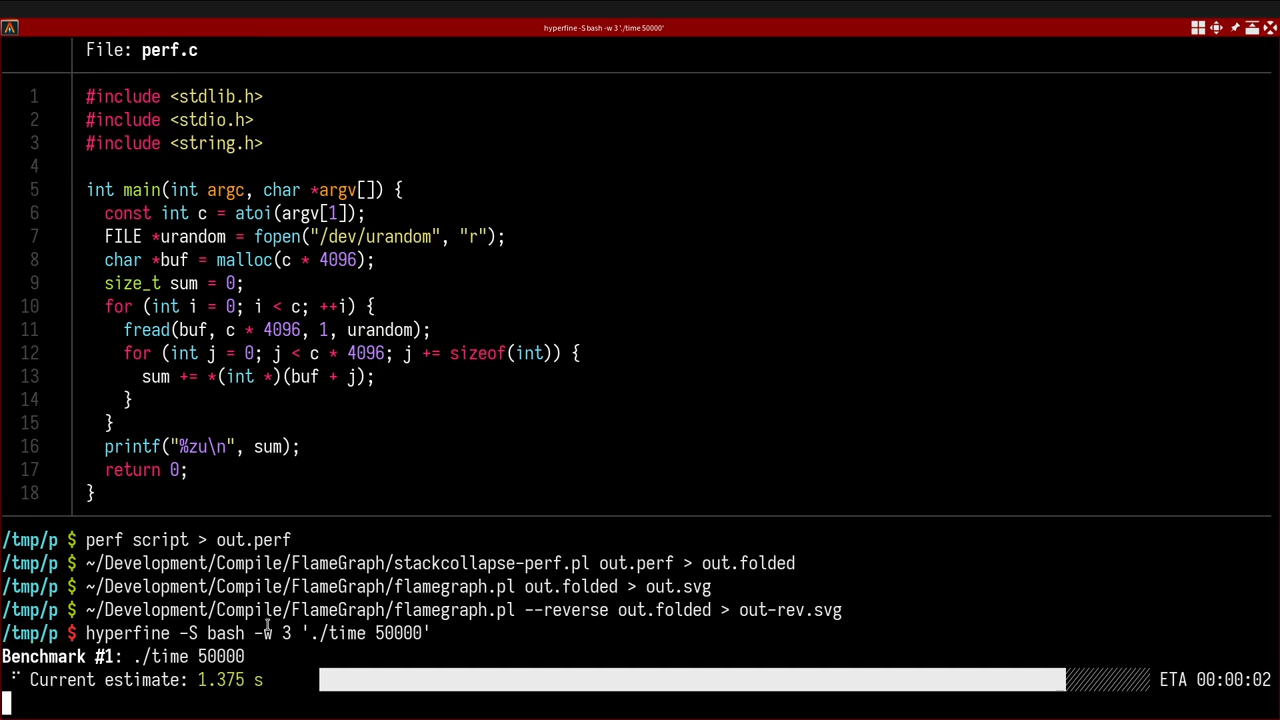 hyperfine -S bash -w 3 './time 50000'
File: perf.c
1 #include <stdlib.h>
2 #include <stdio.h>
3 #include <string.h>
4
5 int main(int argc, char *argv[]) {
6 const int c = atoi(argv[1]);
7 FILE *urandom = fopen("/dev/urandom", "r");
8 char *buf = malloc(c * 4096);
9 size_t sum = 0;
10 for (int i = 0; i < c; ++i) {
11 fread(buf, c * 4096, 1, urandom);
12 for (int j = 0; j < c * 4096; j += sizeof(int)) {
13 sum += *(int *)(buf + j);
14 }
15 }
16 printf("%zu\n", sum);
17 return 0;
18 }
/tmp/p $ perf script > out.perf
/tmp/p $ ~/Development/Compile/FlameGraph/stackcollapse-perf.pl out.perf > out.folded
/tmp/p $ ~/Development/Compile/FlameGraph/flamegraph.pl out.folded > out.svg
/tmp/p $ ~/Development/Compile/FlameGraph/flamegraph.pl --reverse out.folded > out-rev.svg
/tmp/p $ hyperfine -S bash -w 3 './time 50000'
Benchmark #1: ./time 50000
Current estimate: 1.375 s ETA 00:00:02